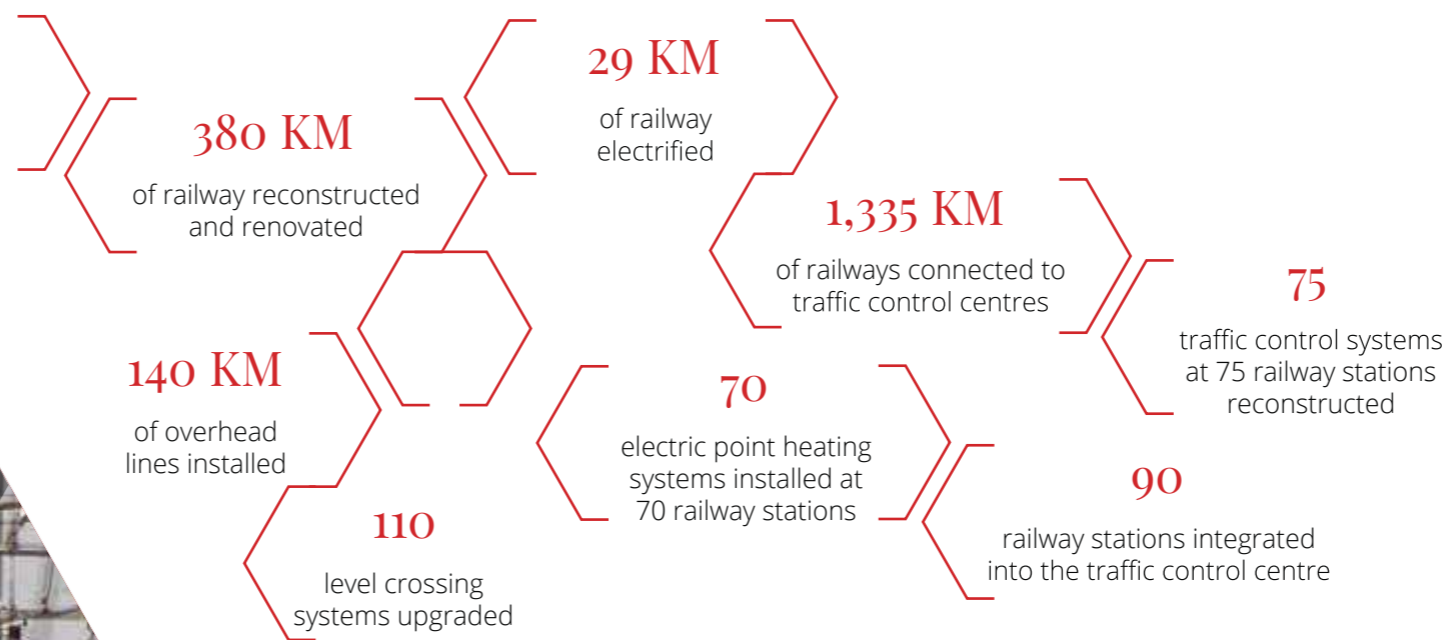 29 KM
of railway
electrified
380 KM
of railway reconstructed
and renovated
1,335 KM
of railways connected to
traffic control centres
75
traffic control systems
at 75 railway stations
reconstructed
140 KM
of overhead
lines installed
70
electric point heating
systems installed at
70 railway stations
90
railway stations integrated
into the traffic control centre
110
level crossing
systems upgraded